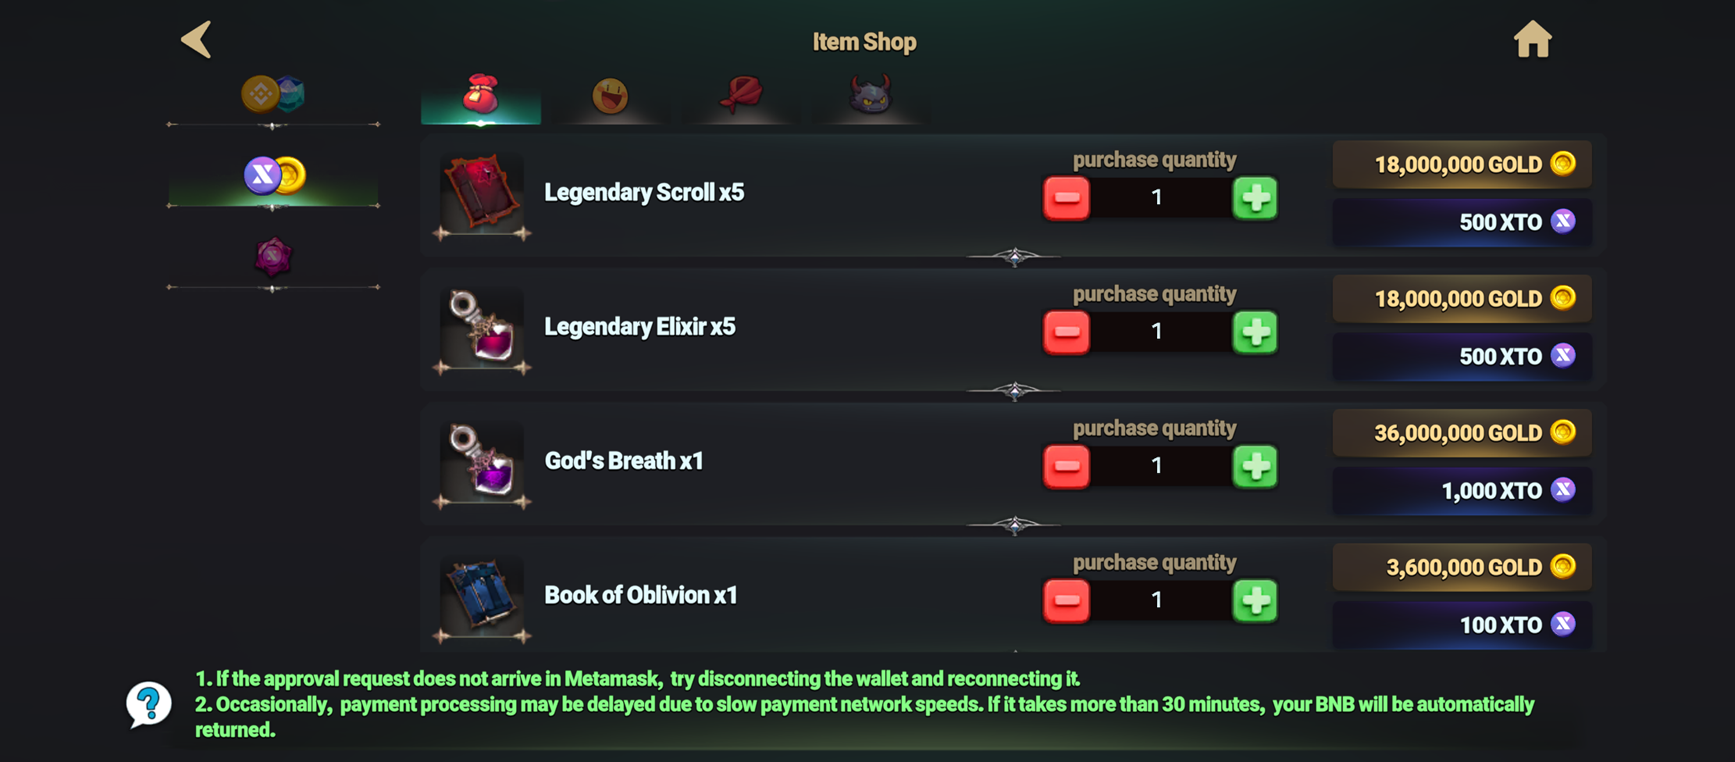 Item Shop
purchase quantity
Legendary Scroll x5
1
18,000,000 GOLD
500 XTO
purchase quantity
Legendary Elixir x5
1
18,000,000 GOLD
500 XTO
purchase quantity
God's Breath x1
1
36,000,000 GOLD
1,000 XTO
purchase quantity
Book of Oblivion x1
1
3,600,000 GOLD
100 XTO
1. If the approval request does not arrive in Metamask, try disconnecting the wallet and reconnecting it.
2. Occasionally, payment processing may be delayed due to slow payment network speeds. If it takes more than 30 minutes, your BNB will be automatically
returned.